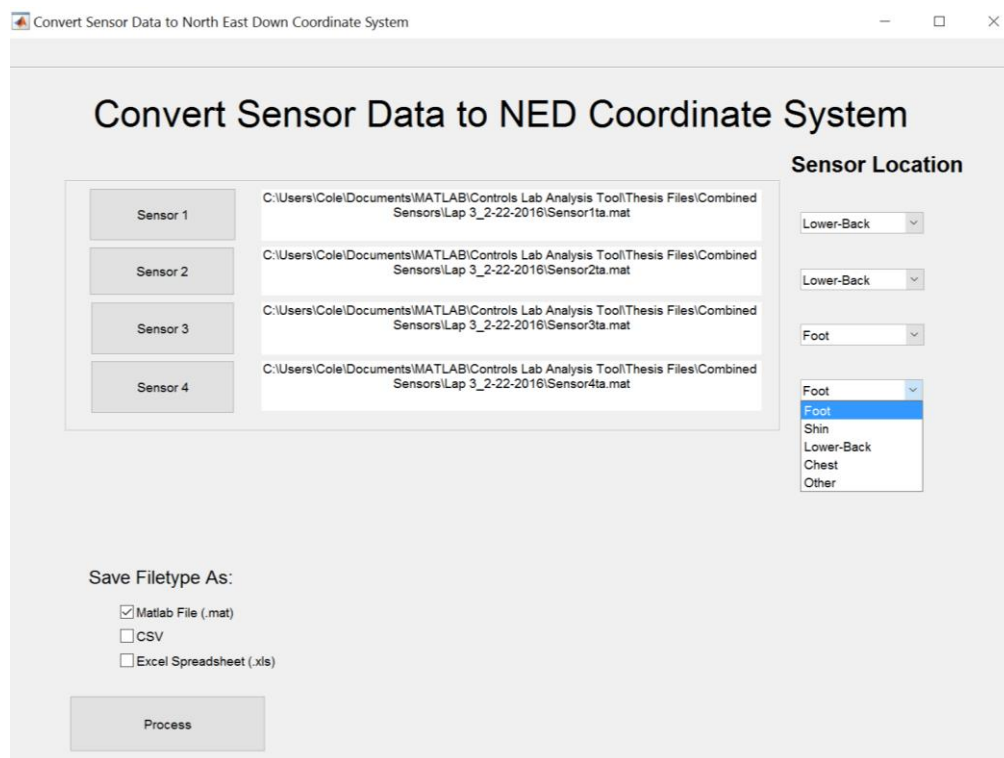 Convert Sensor Data to North East Down Coordinate System
Convert Sensor Data to NED Coordinate System
Sensor Location
Sensor 1
C:\Users\Cole\Documents\MATLAB\Controls Lab Analysis Tool\Thesis Files\Combined
Sensors\Lap 3_2-22-2016\Sensor1ta.mat
Lower-Back
Sensor 2
C:\Users\Cole\Documents\MATLAB\Controls Lab Analysis Tool\Thesis Files\Combined
Sensors\Lap 3_2-22-2016\Sensor2ta.mat
Lower-Back
Sensor 3
C:\Users\Cole\Documents\MATLAB\Controls Lab Analysis Tool\Thesis Files\Combined
Sensors\Lap 3_2-22-2016\Sensor3ta.mat
Foot
Sensor 4
C:\Users\Cole\Documents\MATLAB\Controls Lab Analysis Tool\Thesis Files\Combined
Sensors\Lap 3_2-22-2016\Sensor4ta.mat
Foot
Foot
Shin
Lower-Back
Chest
Other
Save Filetype As:
Matlab File (.mat)
CSV
Excel Spreadsheet (.xls)
Process